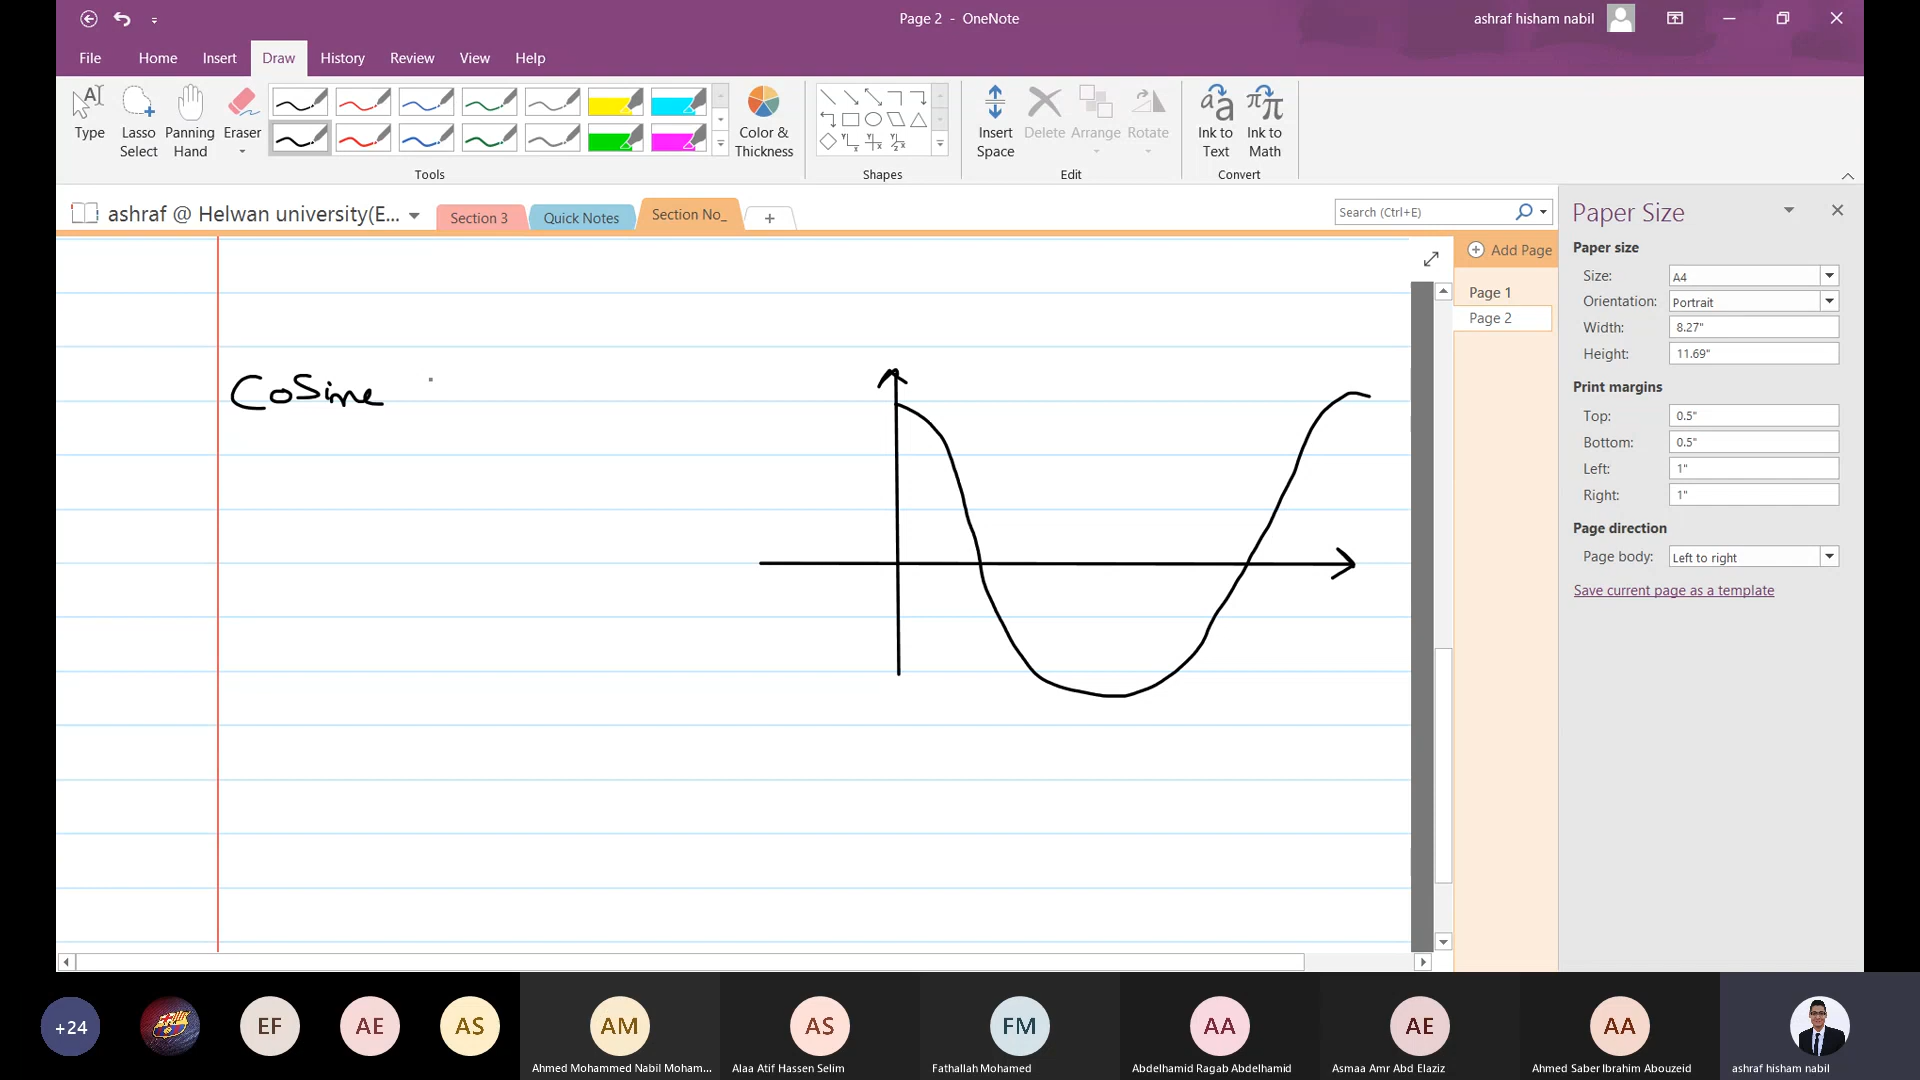 Page 2 - OneNote
ashraf hisham nabil
File Home Insert Draw History Review View Help
Type
Lasso Select
Panning Hand
Eraser
Color & Thickness
Insert Space
Delete
Arrange
Rotate
Ink to Text
Ink to Math
Tools
Shapes
Edit
Convert
ashraf @ Helwan university(E...
Section 3
Quick Notes
Section No_
Search (Ctrl+E)
Add Page
Page 1
Page 2
Cosine
Paper Size
Paper size
Size: A4
Orientation: Portrait
Width: 8.27"
Height: 11.69"
Print margins
Top: 0.5"
Bottom: 0.5"
Left: 1"
Right: 1"
Page direction
Page body: Left to right
Save current page as a template
+24
EF
AE
AS
AM
AS
FM
AA
AE
AA
Ahmed Mohammed Nabil Moham...
Alaa Atif Hassen Selim
Fathallah Mohamed
Abdelhamid Ragab Abdelhamid
Asmaa Amr Abd Elaziz
Ahmed Saber Ibrahim Abouzeid
ashraf hisham nabil